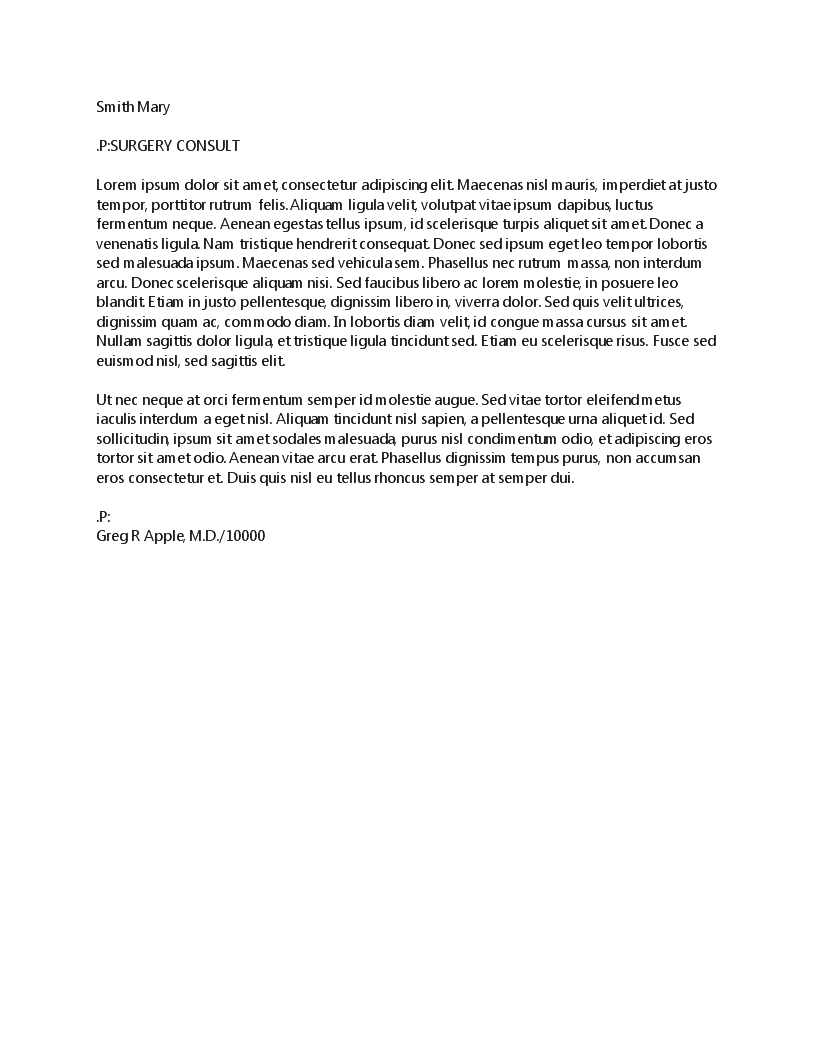 Smith Mary
.P:SURGERY CONSULT
Lorem ipsum dolor sit amet, consectetur adipiscing elit. Maecenas nisl mauris, imperdiet at justo
tempor, porttitor rutrum felis. Aliquam ligula velit, volutpat vitae ipsum dapibus, luctus
fermentum neque. Aenean egestas tellus ipsum, id scelerisque turpis aliquet sit amet. Donec a
venenatis ligula. Nam tristique hendrerit consequat. Donec sed ipsum eget leo tempor lobortis
sed malesuada ipsum. Maecenas sed vehicula sem. Phasellus nec rutrum massa, non interdum
arcu. Donec scelerisque aliquam nisi. Sed faucibus libero ac lorem molestie, in posuere leo
blandit. Etiam in justo pellentesque, dignissim libero in, viverra dolor. Sed quis velit ultrices,
dignissim quam ac, commodo diam. In lobortis diam velit, id congue massa cursus sit amet.
Nullam sagittis dolor ligula, et tristique ligula tincidunt sed. Etiam eu scelerisque risus. Fusce sed
euismod nisl, sed sagittis elit.
Ut nec neque at orci fermentum semper id molestie augue. Sed vitae tortor eleifend metus
iaculis interdum a eget nisl. Aliquam tincidunt nisl sapien, a pellentesque urna aliquet id. Sed
sollicitudin, ipsum sit amet sodales malesuada, purus nisl condimentum odio, et adipiscing eros
tortor sit amet odio. Aenean vitae arcu erat. Phasellus dignissim tempus purus, non accumsan
eros consectetur et. Duis quis nisl eu tellus rhoncus semper at semper dui.
.P:
Greg R Apple, M.D./10000